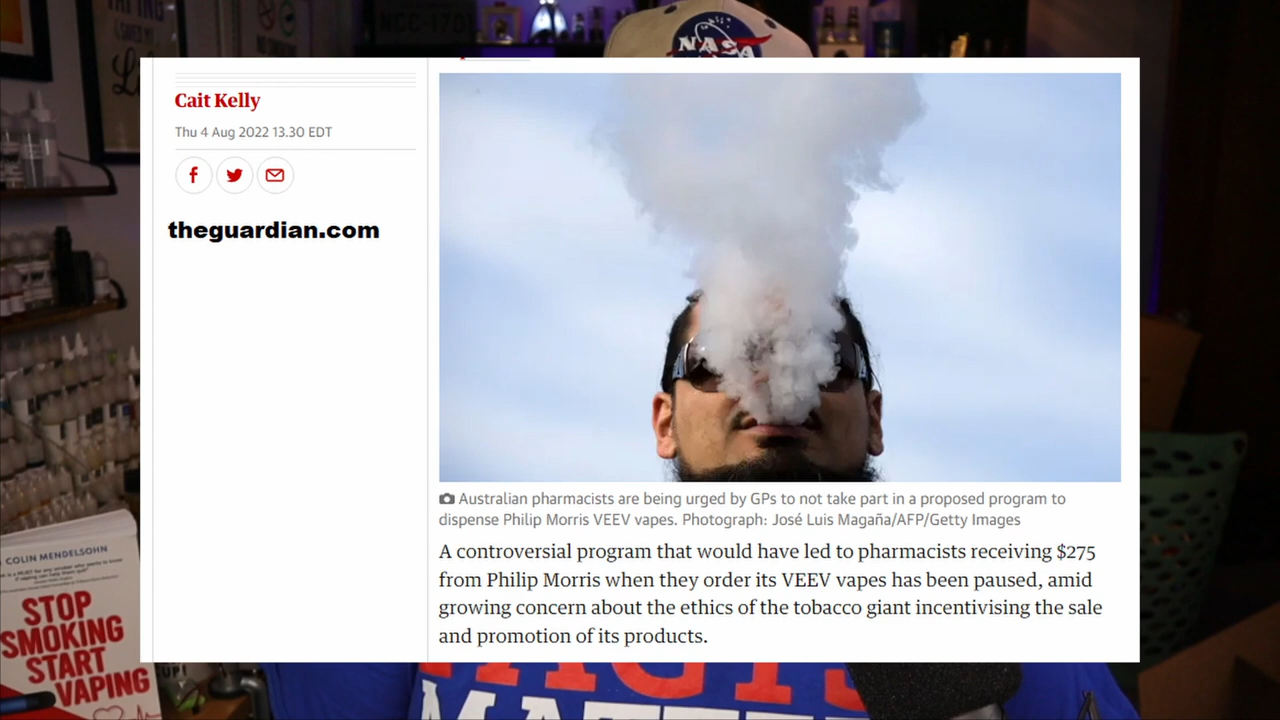 NCC-1701
NASA
Cait Kelly
Thu 4 Aug 2022 13.30 EDT
theguardian.com
Australian pharmacists are being urged by GPs to not take part in a proposed program to
dispense Philip Morris VEEV vapes. Photograph: José Luis Magaña/AFP/Getty Images
A controversial program that would have led to pharmacists receiving $275
from Philip Morris when they order its VEEV vapes has been paused, amid
growing concern about the ethics of the tobacco giant incentivising the sale
and promotion of its products.
COLIN MENDELSOHN
STOP
SMOKING
START
VAPING
MATTER